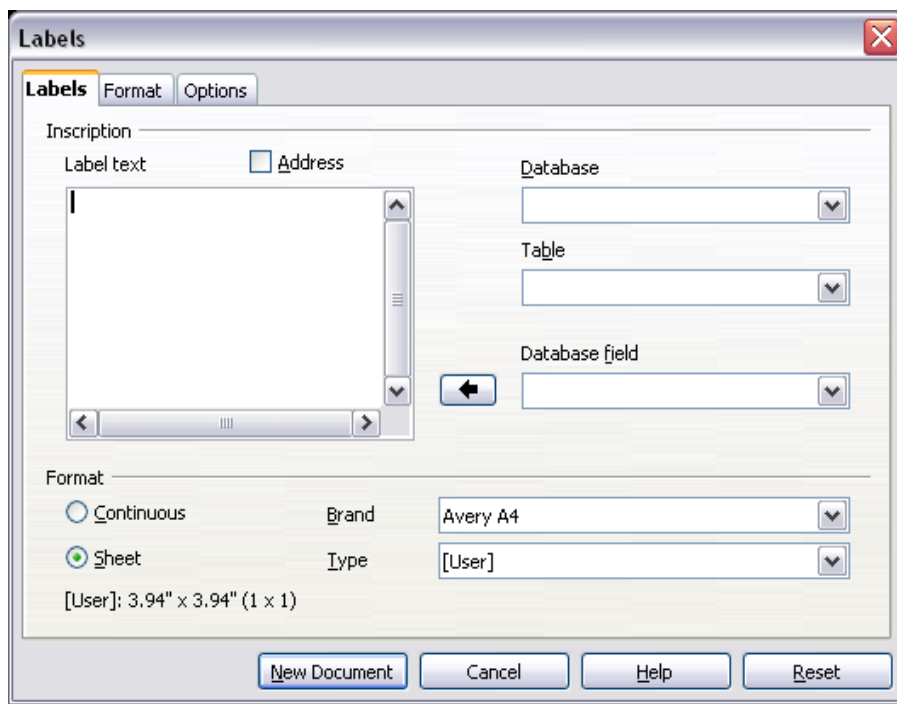 Labels
Labels Format Options
Inscription
Label text Address
Database
Table
Database field
Format
Continuous Brand Avery A4
Sheet Type [User]
[User]: 3.94" x 3.94" (1 x 1)
New Document Cancel Help Reset